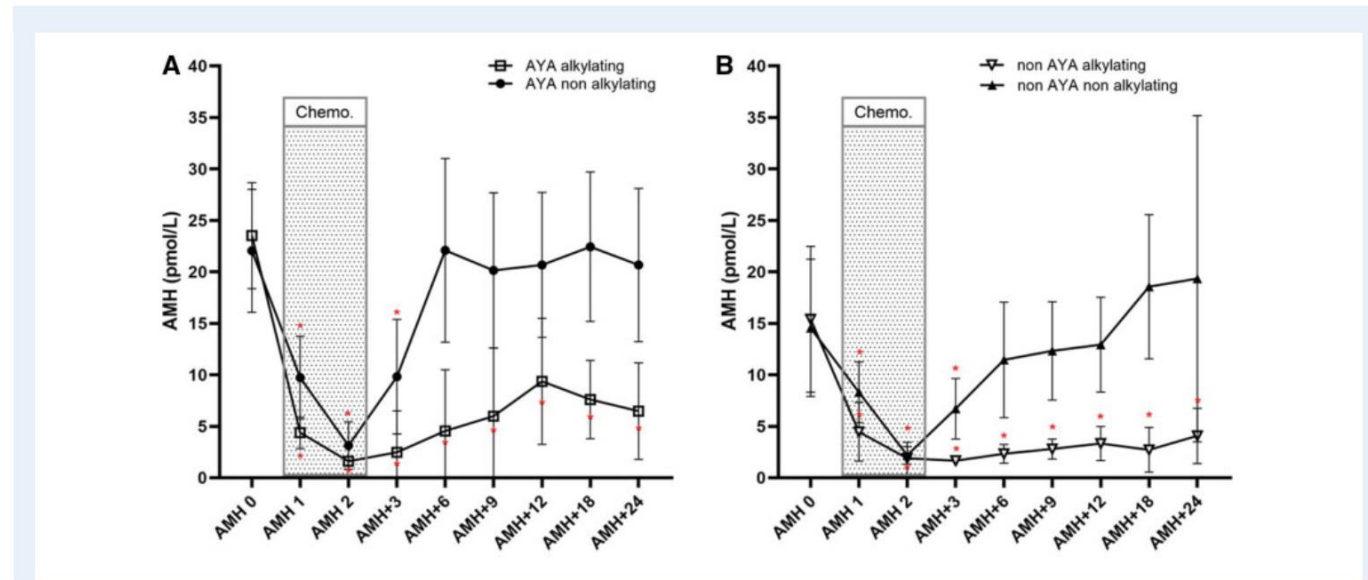 A
AYA alkylating
AYA non alkylating
40
35
30
25
20
15
10
5
0
AMH (pmol/L)
Chemo.
AMH 0
AMH 1
AMH 2
AMH+3
AMH+6
AMH+9
AMH+12
AMH+18
AMH+24
B
non AYA alkylating
non AYA non alkylating
40
35
30
25
20
15
10
5
0
AMH (pmol/L)
Chemo.
AMH 0
AMH 1
AMH 2
AMH+3
AMH+6
AMH+9
AMH+12
AMH+18
AMH+24